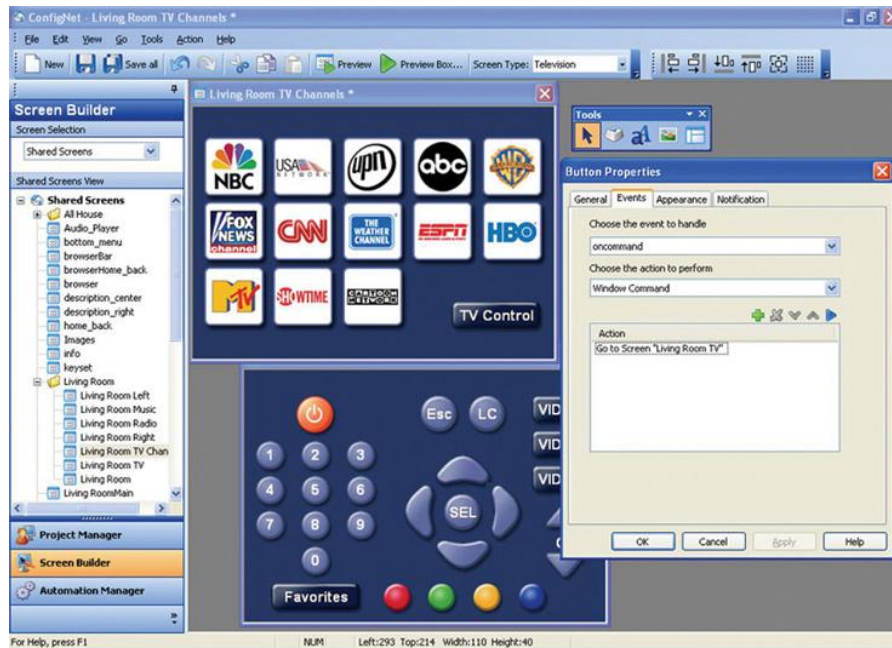 ConfigNet - Living Room TV Channels *
File Edit View Go Tools Action Help
New Save all Preview Preview Box... Screen Type: Television
Screen Builder
Screen Selection
Shared Screens
Shared Screens View
Shared Screens
All House
Audio_Player
bottom_menu
browserBar
browserHome_back
browser
description_center
description_right
home_back
Images
info
keyset
Living Room
Living Room Left
Living Room Music
Living Room Radio
Living Room Right
Living Room TV Chan
Living Room TV
Living Room
Living RoomMain
Project Manager
Screen Builder
Automation Manager
Living Room TV Channels *
NBC USA NETWORK UPN abc WB
FOX NEWS channel CNN THE WEATHER CHANNEL ESPN HBO
MTV SHOWTIME CARTOON NETWORK
TV Control
Esc LC VID
1 2 3 VID
4 5 6 VID
SEL
7 8 9
0
Favorites
Tools
Button Properties
General Events Appearance Notification
Choose the event to handle
oncommand
Choose the action to perform
Window Command
Action
Go to Screen "Living Room TV"
OK Cancel Apply Help
For Help, press F1 NUM Left:293 Top:214 Width:110 Height:40